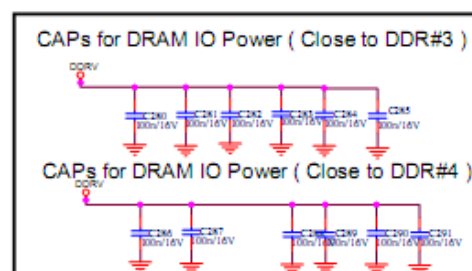 CAPs for DRAM IO Power ( Close to DDR#3 )
DDRV
C280 C281 C282 C283 C284 C285
100n/16V 100n/16V 100n/16V 100n/16V 100n/16V 100n/16V
CAPs for DRAM IO Power ( Close to DDR#4 )
DDRV
C286 C287 C288 C289 C290 C291
100n/16V 100n/16V 100n/16V 100n/16V 100n/16V 100n/16V